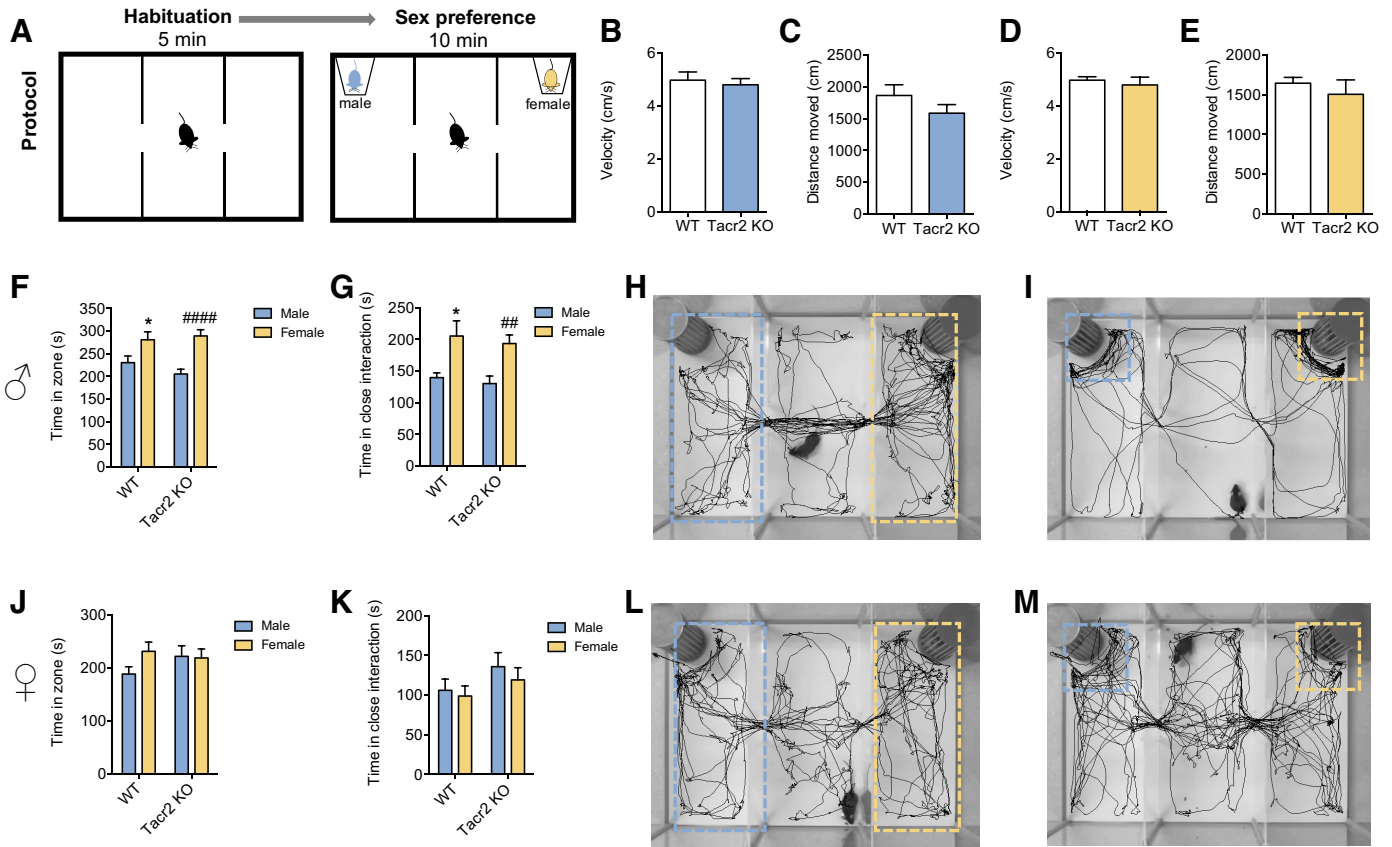 A
Habituation
Sex preference
5 min
10 min
Protocol
male
female
B
Velocity (cm/s)
6
4
2
0
WT
Tacr2 KO
C
Distance moved (cm)
2500
2000
1500
1000
500
0
WT
Tacr2 KO
D
Velocity (cm/s)
6
4
2
0
WT
Tacr2 KO
E
Distance moved (cm)
2000
1500
1000
500
0
WT
Tacr2 KO
♂
F
Time in zone (s)
350
300
250
200
150
100
50
0
*
####
WT
Tacr2 KO
Male
Female
G
Time in close interaction (s)
250
200
150
100
50
0
*
##
WT
Tacr2 KO
Male
Female
H
I
♀
J
Time in zone (s)
300
200
100
0
WT
Tacr2 KO
Male
Female
K
Time in close interaction (s)
200
150
100
50
0
WT
Tacr2 KO
Male
Female
L
M